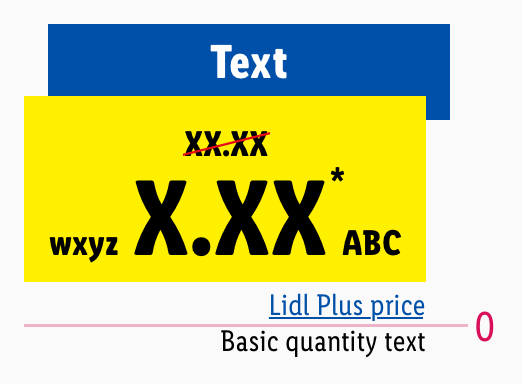 Text
XX.XX
wxyz X.XX* ABC
Lidl Plus price
0
Basic quantity text